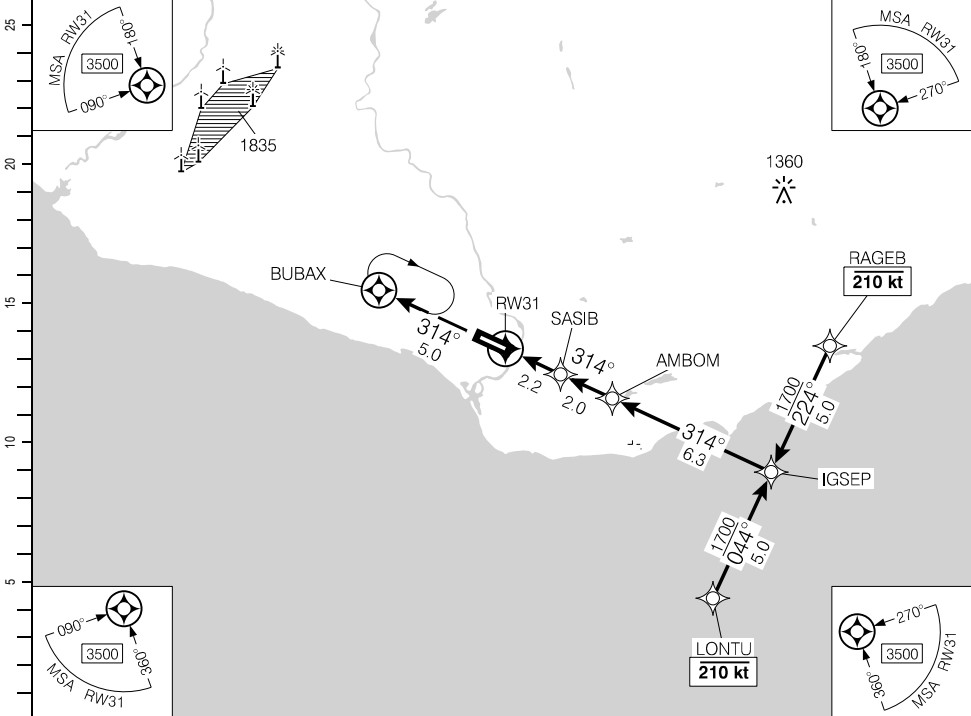 25
20
15
10
5
MSA RW31
180°
3500
090°
MSA RW31
180°
3500
270°
1835
1360
RAGEB
210 kt
BUBAX
RW31
SASIB
AMBOM
314°
5.0
314°
2.2
2.0
314°
6.3
1700
224°
5.0
IGSEP
1700
044°
5.0
LONTU
210 kt
090°
360°
3500
MSA RW31
270°
360°
3500
MSA RW31